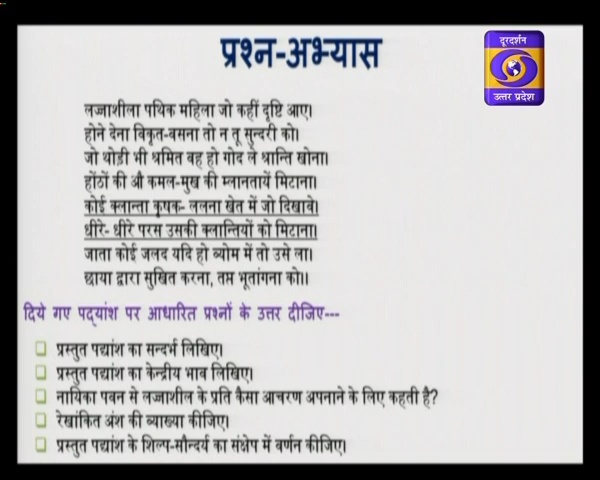 प्रश्न-अभ्यास
दूरदर्शन
उत्तर प्रदेश
लज्जाशीला पथिक महिला जो कहीं दृष्टि आए।
होने देना विकृत-वसना तो न तू सुन्दरी को।
जो थोड़ी भी श्रमित वह हो गोद ले श्रान्ति खोना।
होंठों की औ कमल-मुख की म्लानतायें मिटाना।
कोई क्लान्ता कृषक- ललना खेत में जो दिखावे।
धीरे- धीरे परस उसकी क्लान्तियों को मिटाना।
जाता कोई जलद यदि हो व्योम में तो उसे ला।
छाया द्वारा सुखित करना, तप्त भूतांगना को।।
दिये गए पद्यांश पर आधारित प्रश्नों के उत्तर दीजिए---
प्रस्तुत पद्यांश का सन्दर्भ लिखिए।
प्रस्तुत पद्यांश का केन्द्रीय भाव लिखिए।
नायिका पवन से लज्जाशील के प्रति कैसा आचरण अपनाने के लिए कहती है?
रेखांकित अंश की व्याख्या कीजिए।
प्रस्तुत पद्यांश के शिल्प-सौन्दर्य का संक्षेप में वर्णन कीजिए।